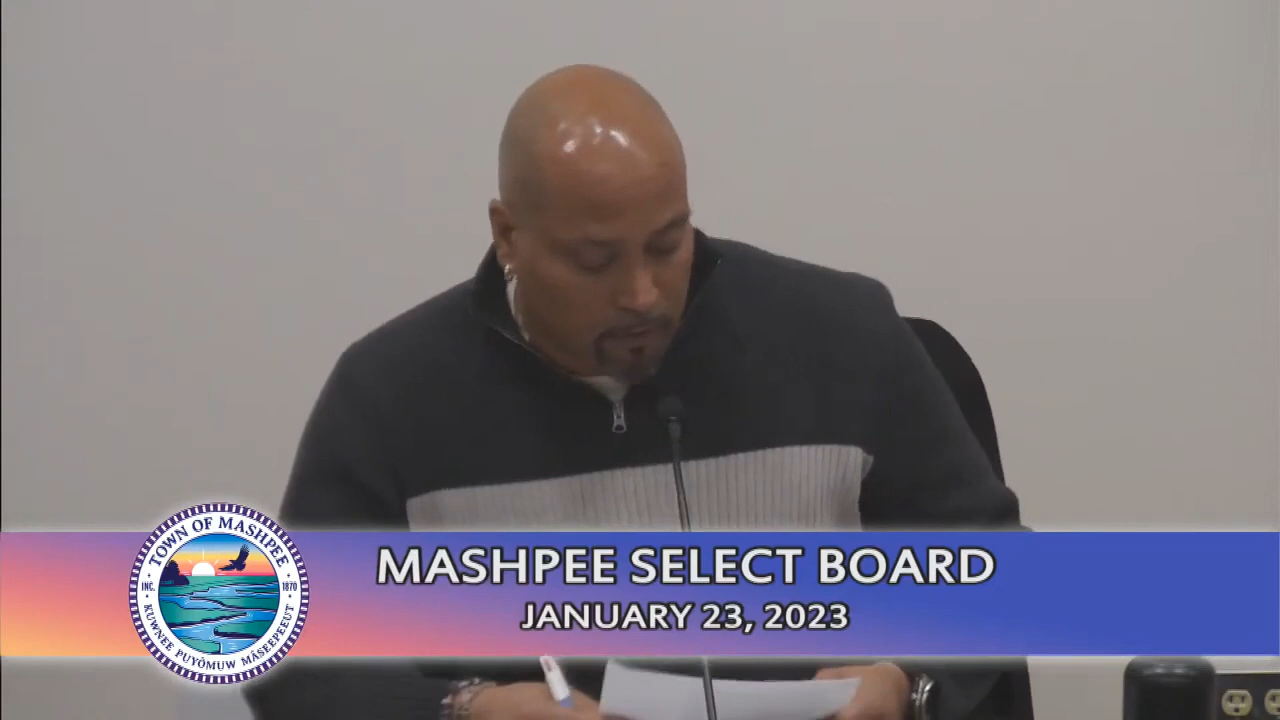 MASHPEE SELECT BOARD
JANUARY 23, 2023
TOWN OF MASHPEE
INC. 1870
KUWNEE PUYÔMUW MÂSEEPEEUT